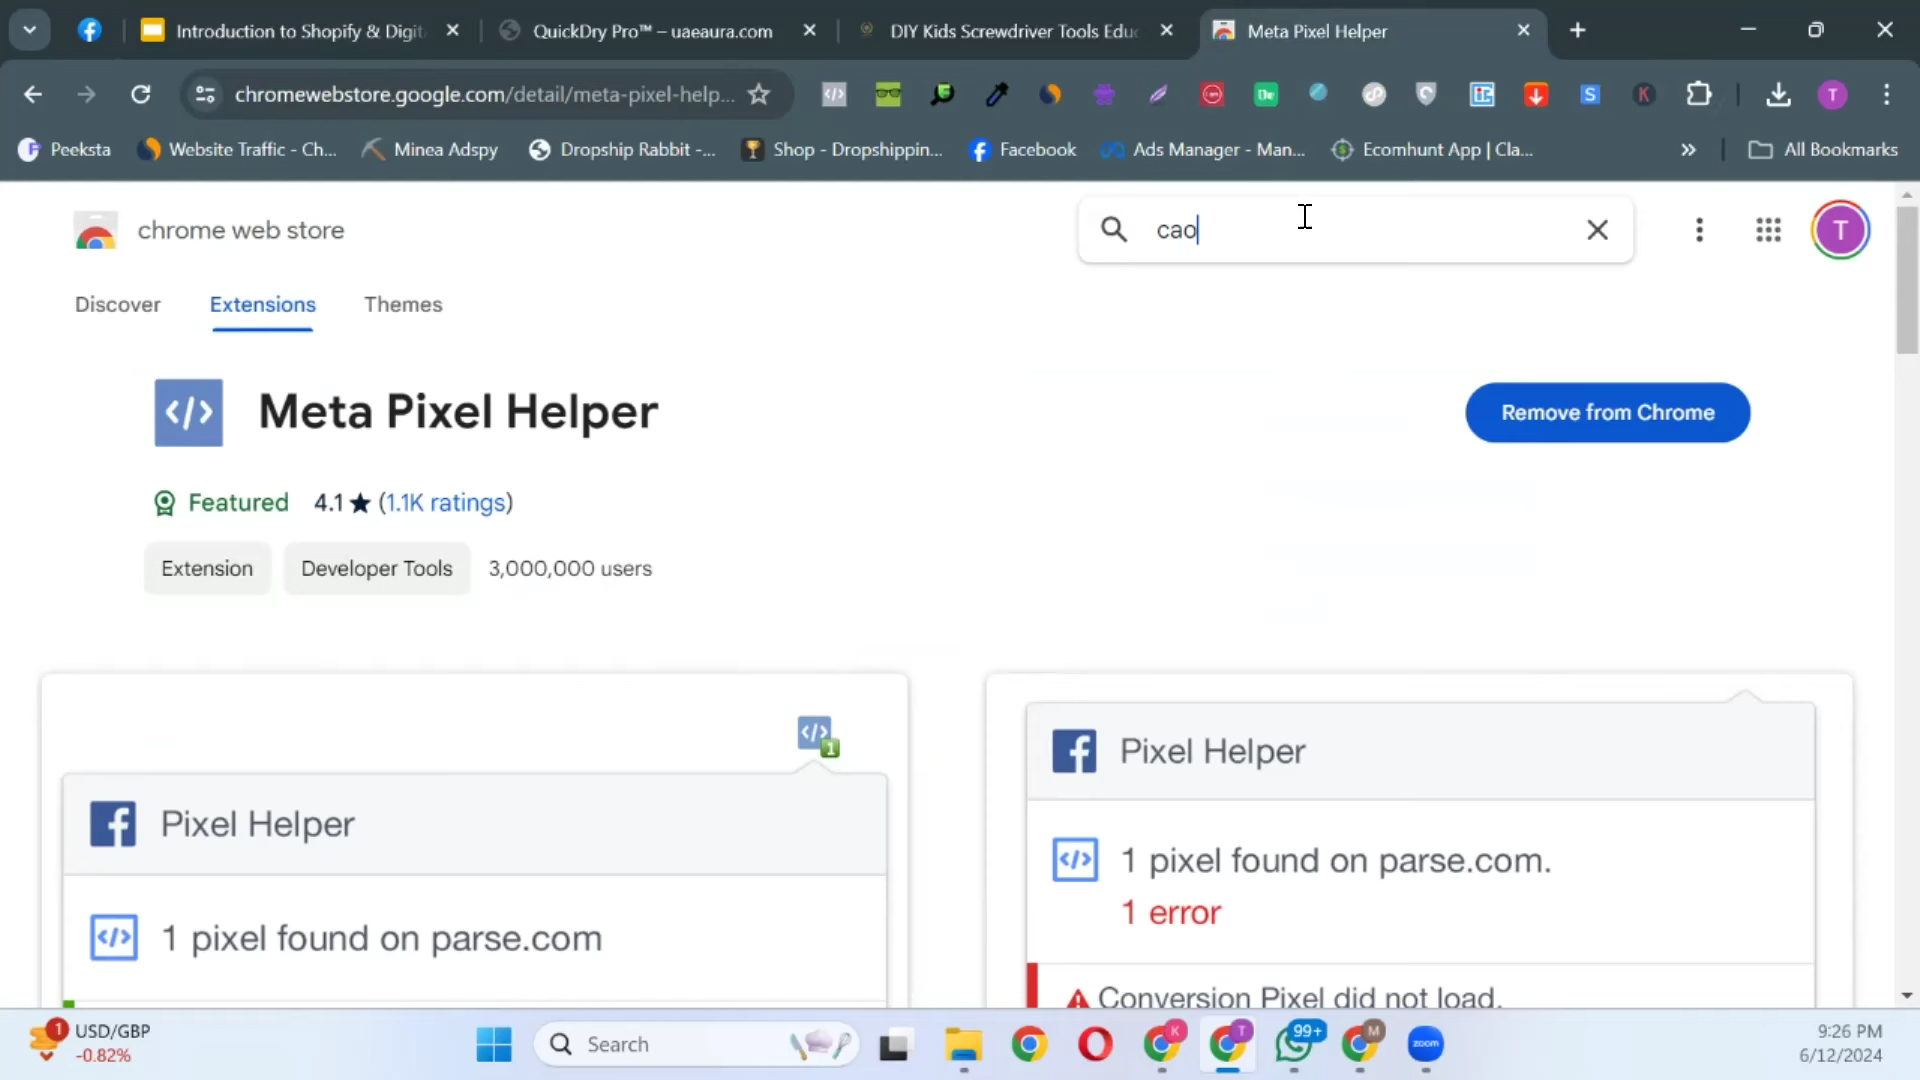 Introduction to Shopify & Digit
QuickDry Pro™ – uaeaura.com
DIY Kids Screwdriver Tools Educ
Meta Pixel Helper
chromewebstore.google.com/detail/meta-pixel-help...
T
Peeksta
Website Traffic - Ch...
Minea Adspy
Dropship Rabbit -...
Shop - Dropshippin...
Facebook
Ads Manager - Man...
Ecomhunt App | Cla...
All Bookmarks
chrome web store
cao
T
Discover
Extensions
Themes
Meta Pixel Helper
Remove from Chrome
Featured 4.1★ (1.1K ratings)
Extension
Developer Tools
3,000,000 users
1
Pixel Helper
1 pixel found on parse.com
Pixel Helper
1 pixel found on parse.com.
1 error
Conversion Pixel did not load.
1
USD/GBP
-0.82%
Search
K
T
99+
M
zoom
9:26 PM
6/12/2024